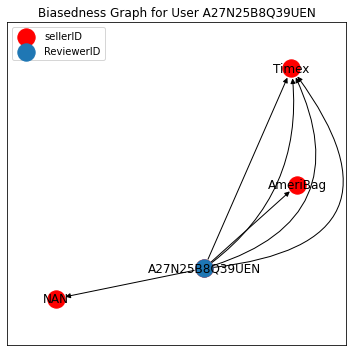 Biasedness Graph for User A27N25B8Q39UEN
sellerID
ReviewerID
Timex
AmeriBag
A27N25B8Q39UEN
NAN